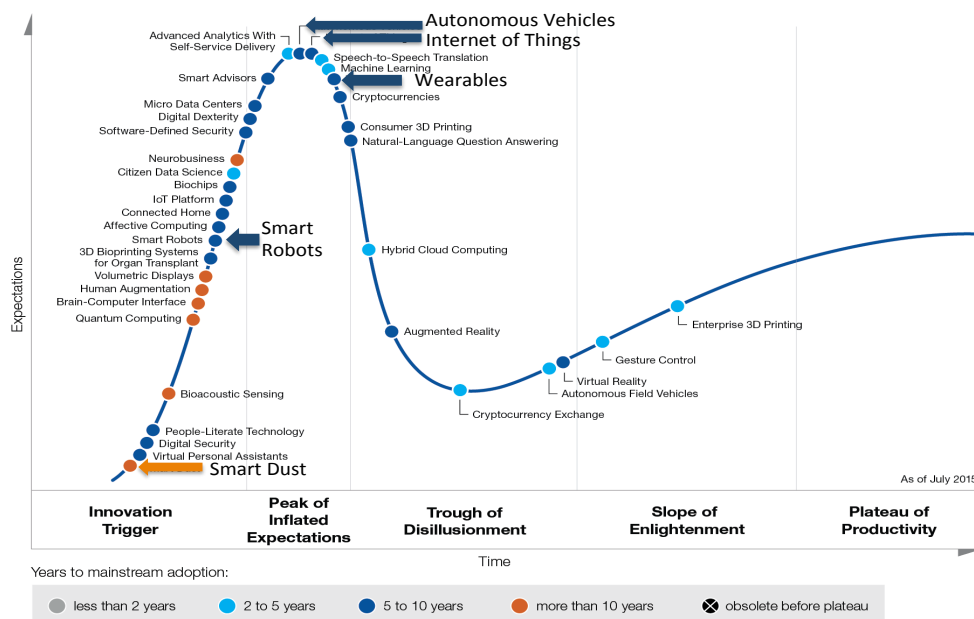 Autonomous Vehicles
Advanced Analytics With
Self-Service Delivery
Internet of Things
Speech-to-Speech Translation
Machine Learning
Smart Advisors
Wearables
Cryptocurrencies
Micro Data Centers
Digital Dexterity
Software-Defined Security
Consumer 3D Printing
Natural-Language Question Answering
Neurobusiness
Citizen Data Science
Biochips
IoT Platform
Connected Home
Affective Computing
Smart Robots
Smart
Robots
3D Bioprinting Systems
for Organ Transplant
Volumetric Displays
Human Augmentation
Brain-Computer Interface
Quantum Computing
Hybrid Cloud Computing
Augmented Reality
Enterprise 3D Printing
Gesture Control
Virtual Reality
Autonomous Field Vehicles
Cryptocurrency Exchange
Bioacoustic Sensing
People-Literate Technology
Digital Security
Virtual Personal Assistants
Smart Dust
Expectations
As of July 2015
Innovation
Trigger
Peak of
Inflated
Expectations
Trough of
Disillusionment
Slope of
Enlightenment
Plateau of
Productivity
Time
Years to mainstream adoption:
less than 2 years
2 to 5 years
5 to 10 years
more than 10 years
obsolete before plateau